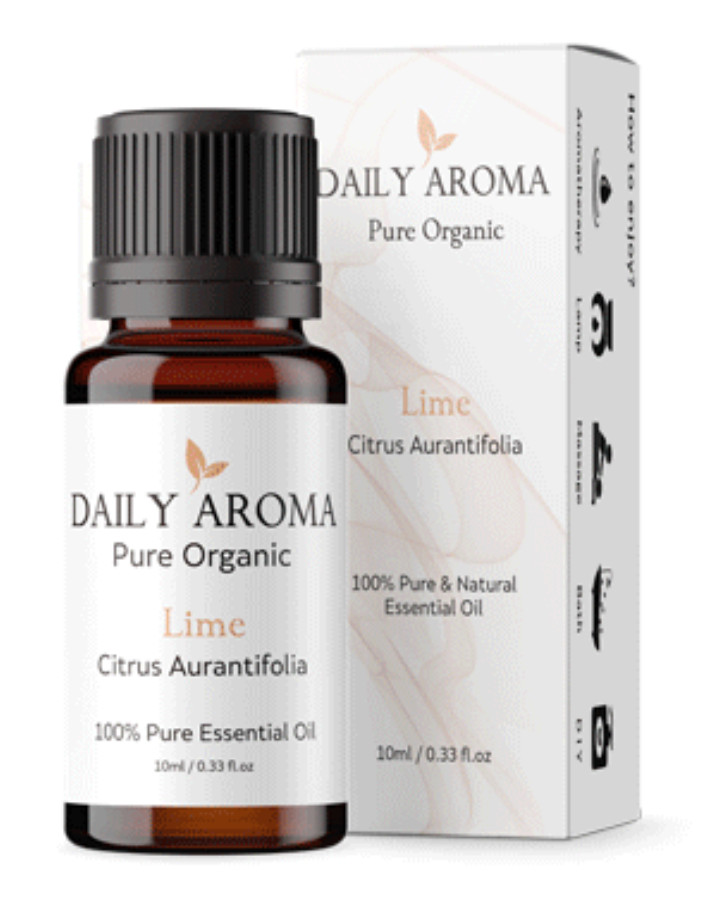 DAILY AROMA
Pure Organic
Lime
Citrus Aurantifolia
100% Pure Essential Oil
10ml / 0.33 fl.oz
DAILY AROMA
Pure Organic
Lime
Citrus Aurantifolia
100% Pure & Natural
Essential Oil
10ml / 0.33 fl.oz
How to enjoy?
Aromatherapy
Lamp
Massage
Bath
DIY